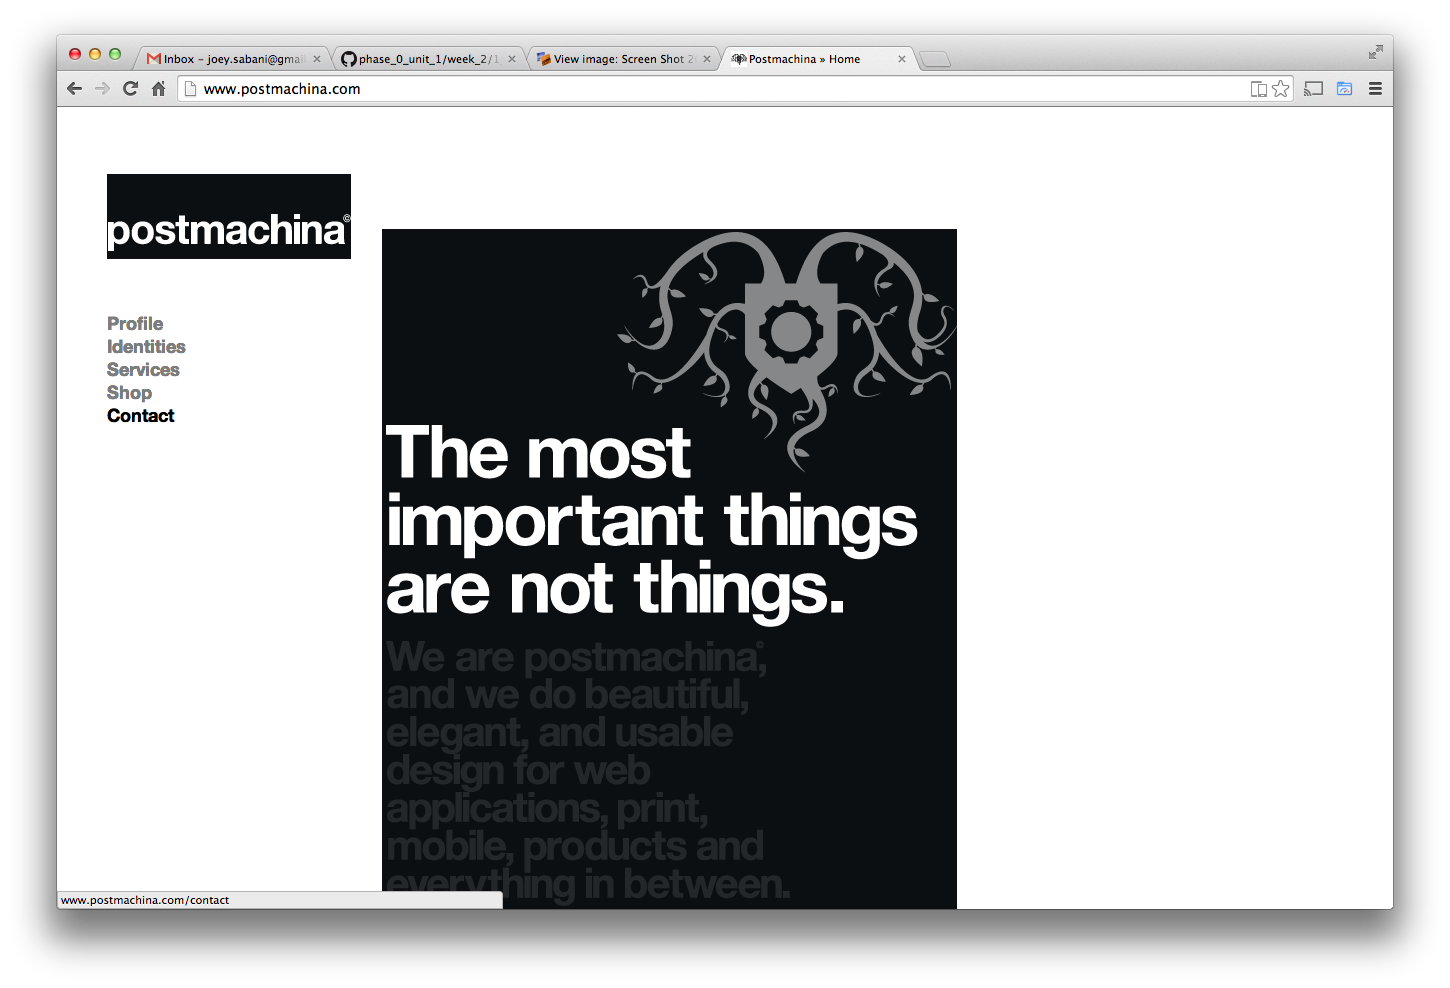 Inbox – joey.sabani@gmai
phase_0_unit_1/week_2/1
View image: Screen Shot 20
Postmachina » Home
www.postmachina.com
postmachina©
Profile
Identities
Services
Shop
Contact
The most
important things
are not things.
We are postmachina©,
and we do beautiful,
elegant, and usable
design for web
applications, print,
mobile, products and
everything in between.
www.postmachina.com/contact